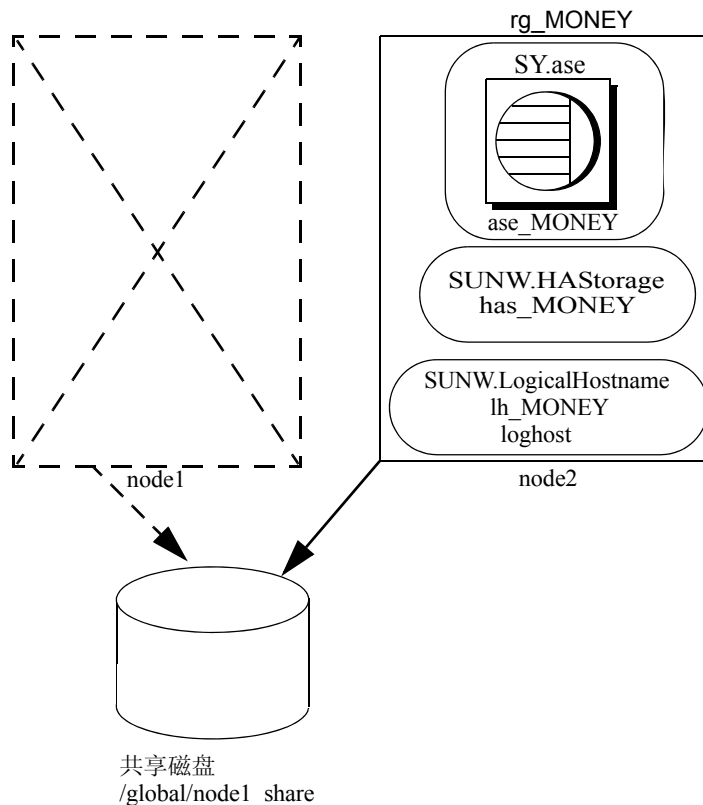 rg_MONEY
SY.ase
ase_MONEY
SUNW.HAStorage
has_MONEY
SUNW.LogicalHostname
lh_MONEY
loghost
node1
node2
共享磁盘
/global/node1_share